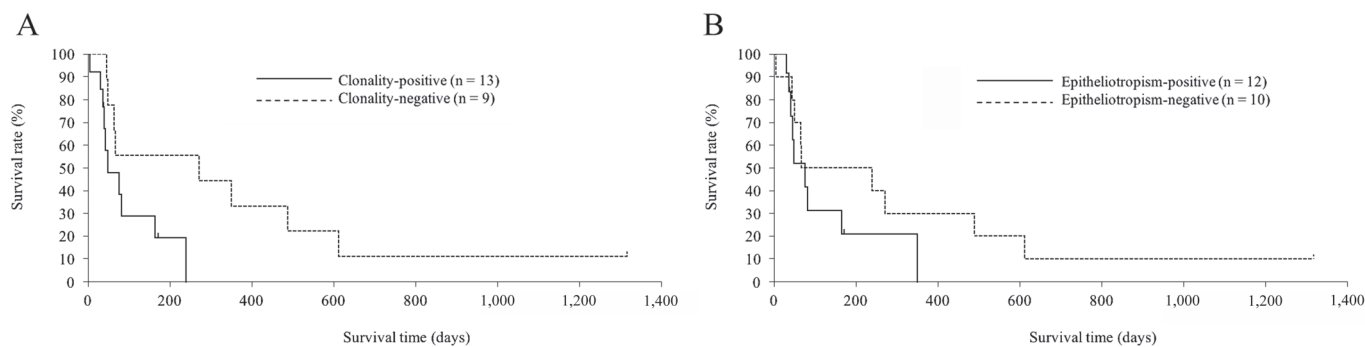 A
100
90
80
70
60
50
40
30
20
10
0
Survival rate (%)
Clonality-positive (n = 13)
Clonality-negative (n = 9)
0 200 400 600 800 1,000 1,200 1,400
Survival time (days)
B
100
90
80
70
60
50
40
30
20
10
0
Survival rate (%)
Epitheliotropism-positive (n = 12)
Epitheliotropism-negative (n = 10)
0 200 400 600 800 1,000 1,200 1,400
Survival time (days)